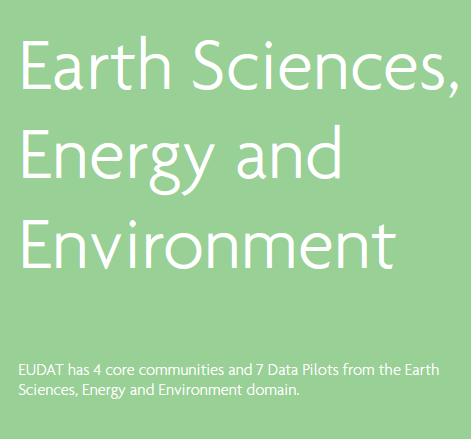 Earth Sciences,
Energy and
Environment
EUDAT has 4 core communities and 7 Data Pilots from the Earth
Sciences, Energy and Environment domain.